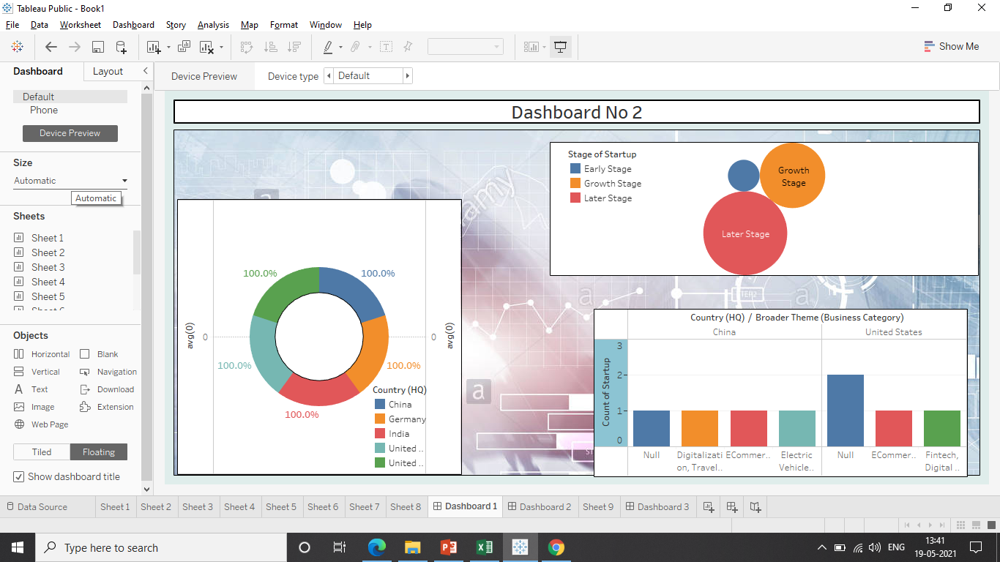 Tableau Public - Book1
File Data Worksheet Dashboard Story Analysis Map Format Window Help
Show Me
Dashboard Layout
Device Preview Device type Default
Default
Phone
Device Preview
Size
Automatic
Automatic
Sheets
Sheet 1
Sheet 2
Sheet 3
Sheet 4
Sheet 5
Objects
Horizontal Blank
Vertical Navigation
Text Download
Image Extension
Web Page
Tiled Floating
Show dashboard title
Dashboard No 2
100.0% 100.0%
avg(0) 0 0 avg(0)
100.0% 100.0%
100.0%
Country (HQ)
China
Germany
India
United ..
United ..
Stage of Startup
Early Stage
Growth Stage
Later Stage
Growth
Stage
Later Stage
a
amy
a
a
a
STEP2
Country (HQ) / Broader Theme (Business Category)
China United States
Count of Startup
3
2
1
0
Null Digitalizati ECommer.. Electric Null ECommer.. Fintech,
on, Travel.. Vehicle.. Digital ..
Data Source Sheet 1 Sheet 2 Sheet 3 Sheet 4 Sheet 5 Sheet 6 Sheet 7 Sheet 8 Dashboard 1 Dashboard 2 Sheet 9 Dashboard 3
Type here to search
ENG
13:41
19-05-2021